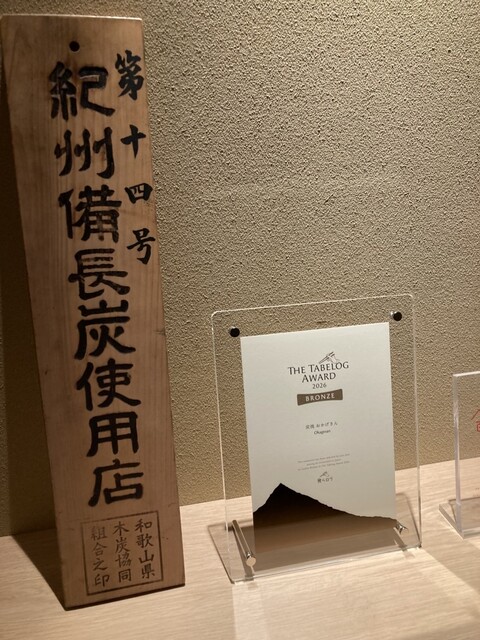 第十四号
紀州備長炭使用店
和歌山県
木炭協同
組合之印
THE TABELOG
AWARD
2026
BRONZE